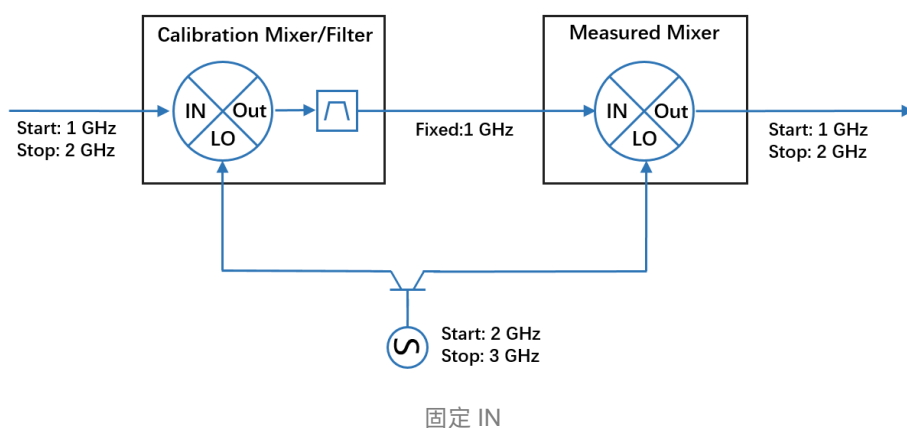 Calibration Mixer/Filter
IN
Out
LO
Start: 1 GHz
Stop: 2 GHz
Fixed:1 GHz
Measured Mixer
IN
Out
LO
Start: 1 GHz
Stop: 2 GHz
Start: 2 GHz
Stop: 3 GHz
固定 IN